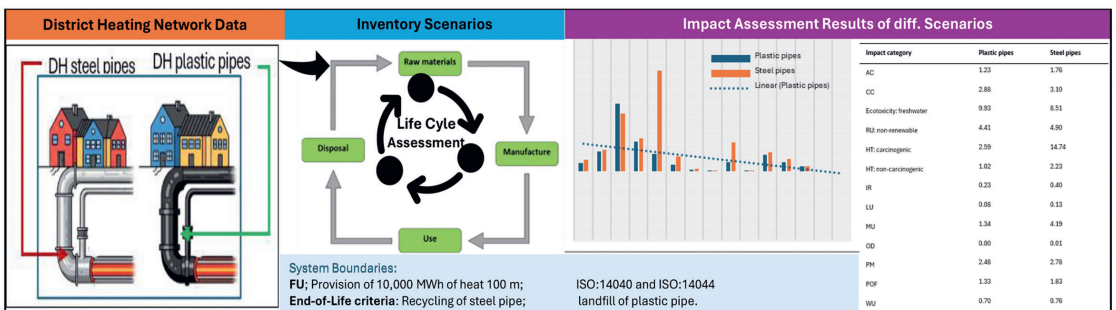 District Heating Network Data
Inventory Scenarios
Impact Assessment Results of diff. Scenarios
DH steel pipes
DH plastic pipes
Raw materials
Life Cyle
Assessment
Disposal
Manufacture
Use
System Boundaries:
FU; Provision of 10,000 MWh of heat 100 m; ISO:14040 and ISO:14044
End-of-Life criteria: Recycling of steel pipe; landfill of plastic pipe.
Plastic pipes
Steel pipes
Linear (Plastic pipes)
Impact category Plastic pipes Steel pipes
AC 1.23 1.76
CC 2.88 3.10
Ecotoxicity: freshwater 9.93 8.51
RU: non-renewable 4.41 4.90
HT: carcinogenic 2.59 14.74
HT: non-carcinogenic 1.02 2.23
IR 0.23 0.40
LU 0.08 0.13
MU 1.34 4.19
OD 0.00 0.01
PM 2.48 2.78
POF 1.33 1.83
WU 0.70 0.76